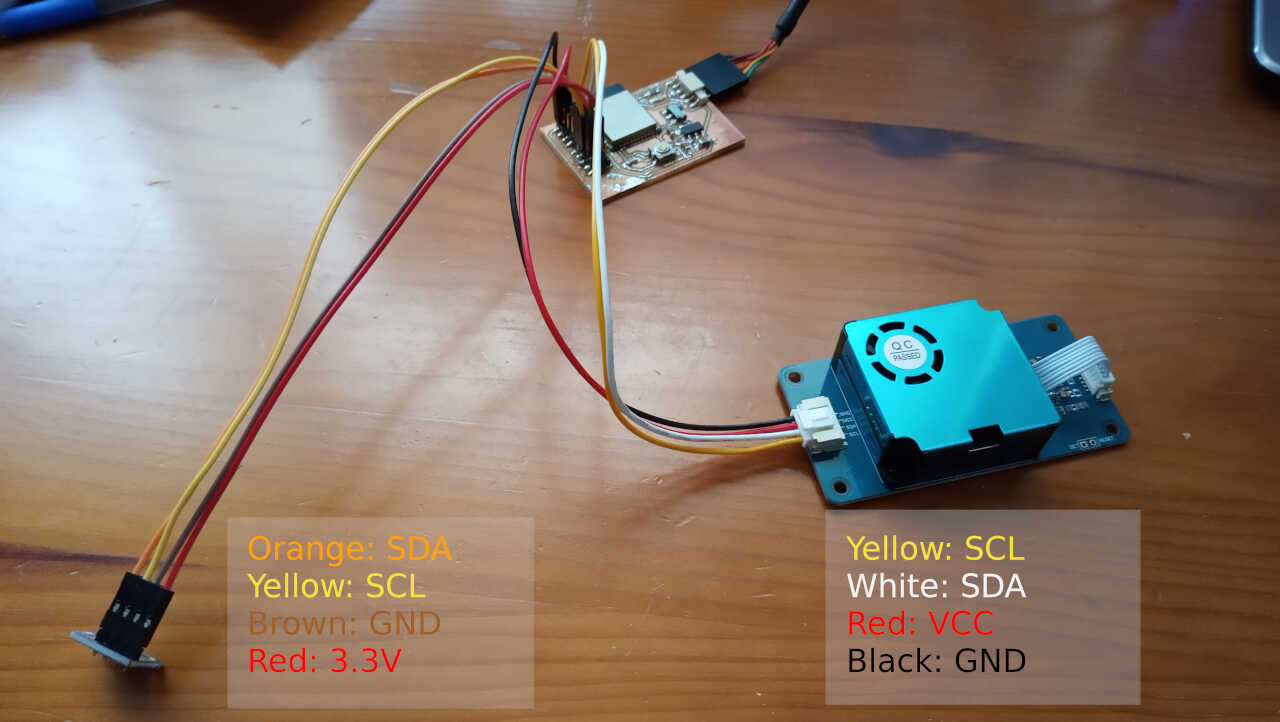 QC
PASSED
Orange: SDA
Yellow: SCL
Brown: GND
Red: 3.3V
Yellow: SCL
White: SDA
Red: VCC
Black: GND